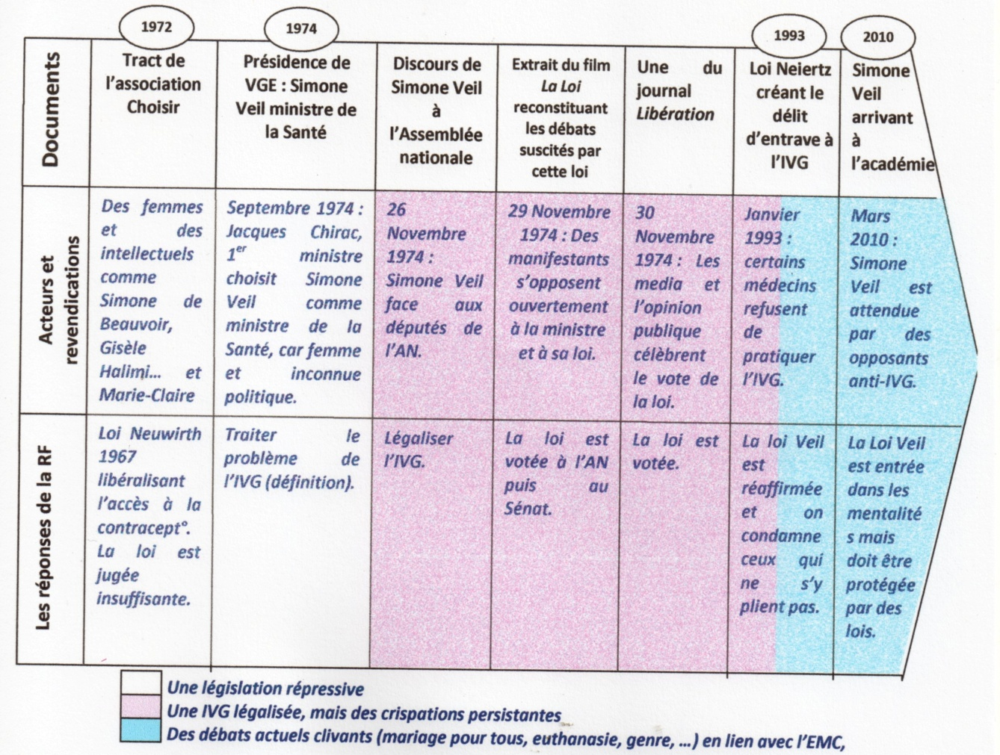 1972
1974
1993
2010
Documents
Tract de
l’association
Choisir
Présidence de
VGE : Simone
Veil ministre de
la Santé
Discours de
Simone Veil
à
l’Assemblée
nationale
Extrait du film
La Loi
reconstituant
les débats
suscités par
cette loi
Une du
journal
Libération
Loi Neiertz
créant le
délit
d’entrave à
l’IVG
Simone
Veil
arrivant
à
l’académie
Acteurs et
revendications
Des femmes
et des
intellectuels
comme
Simone de
Beauvoir,
Gisèle
Halimi... et
Marie-Claire
Septembre 1974 :
Jacques Chirac,
1er ministre
choisit Simone
Veil comme
ministre de la
Santé, car femme
et inconnue
politique.
26
Novembre
1974 :
Simone Veil
face aux
députés de
l’AN.
29 Novembre
1974 : Des
manifestants
s’opposent
ouvertement
à la ministre
et à sa loi.
30
Novembre
1974 : Les
media et
l’opinion
publique
célèbrent
le vote de
la loi.
Janvier
1993 :
certains
médecins
refusent
de
pratiquer
l’IVG.
Mars
2010 :
Simone
Veil est
attendue
par des
opposants
anti-IVG.
Les réponses de la RF
Loi Neuwirth
1967
libéralisant
l’accès à la
contracept°.
La loi est
jugée
insuffisante.
Traiter le
problème de
l’IVG (définition).
Légaliser
l’IVG.
La loi est
votée à l’AN
puis au
Sénat.
La loi est
votée.
La loi Veil
est
réaffirmée
et on
condamne
ceux qui
ne s’y
plient pas.
La Loi Veil
est entrée
dans les
mentalité
s mais
doit être
protégée
par des
lois.
Une législation répressive
Une IVG légalisée, mais des crispations persistantes
Des débats actuels clivants (mariage pour tous, euthanasie, genre, ...) en lien avec l’EMC,